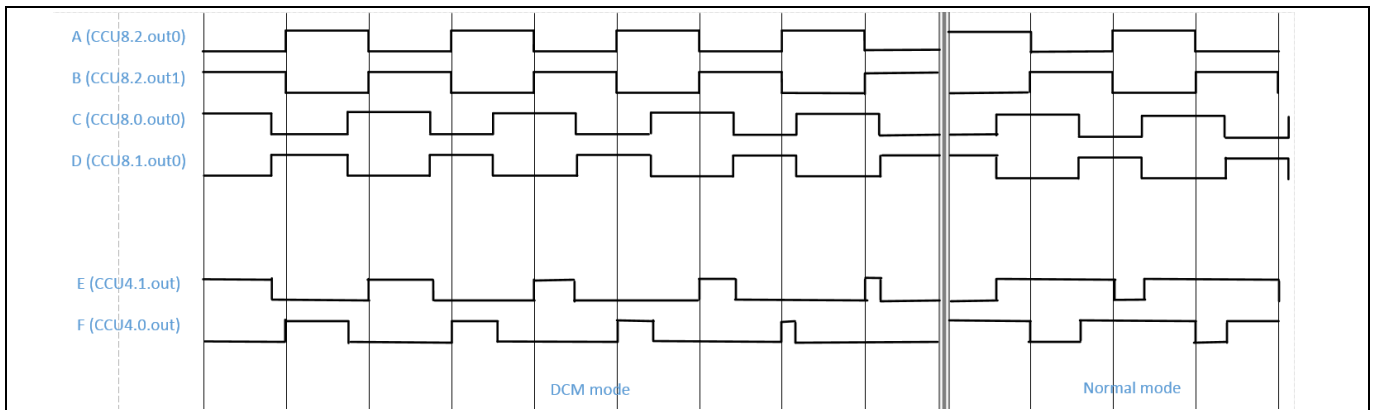 A (CCU8.2.out0)
B (CCU8.2.out1)
C (CCU8.0.out0)
D (CCU8.1.out0)
E (CCU4.1.out)
F (CCU4.0.out)
DCM mode
Normal mode